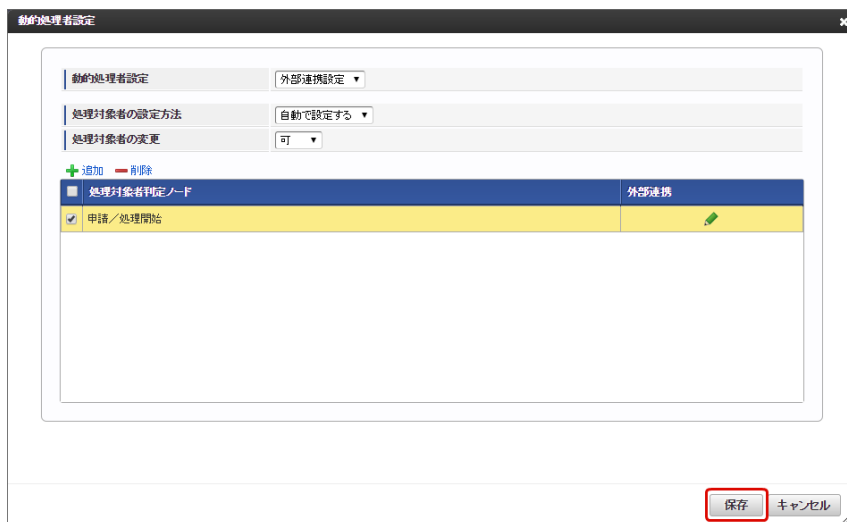 動的処理者設定
動的処理者設定 外部連携設定
処理対象者の設定方法 自動で設定する
処理対象者の変更 可
追加 削除
処理対象者判定ノード 外部連携
申請／処理開始
保存 キャンセル